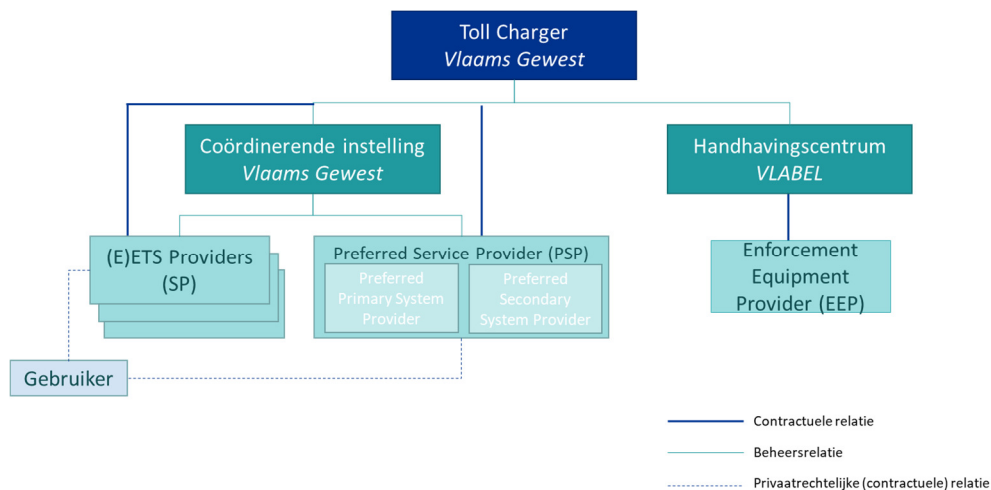 Toll Charger
Vlaams Gewest
Coördinerende instelling
Vlaams Gewest
Handhavingscentrum
VLABEL
(E)ETS Providers
(SP)
Preferred Service Provider (PSP)
Preferred
Primary System
Provider
Preferred
Secondary
System Provider
Enforcement
Equipment
Provider (EEP)
Gebruiker
Contractuele relatie
Beheersrelatie
Privaatrechtelijke (contractuele) relatie